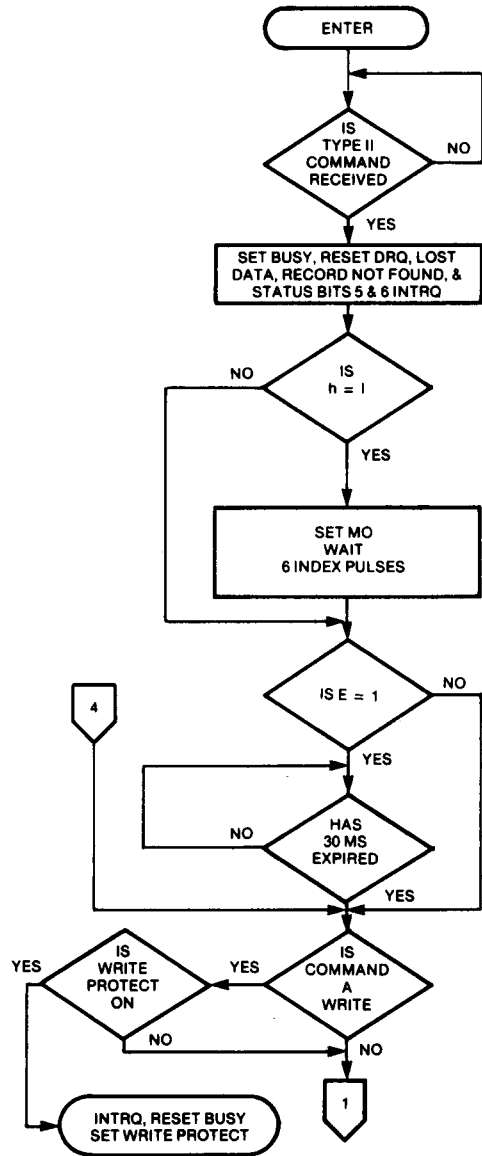 ENTER
IS
TYPE II
COMMAND
RECEIVED
NO
YES
SET BUSY, RESET DRQ, LOST
DATA, RECORD NOT FOUND, &
STATUS BITS 5 & 6 INTRQ
NO
IS
h = I
YES
SET MO
WAIT
6 INDEX PULSES
IS E = 1
NO
4
YES
NO
HAS
30 MS
EXPIRED
YES
YES
IS
WRITE
PROTECT
ON
YES
IS
COMMAND
A
WRITE
NO
NO
1
INTRQ, RESET BUSY
SET WRITE PROTECT